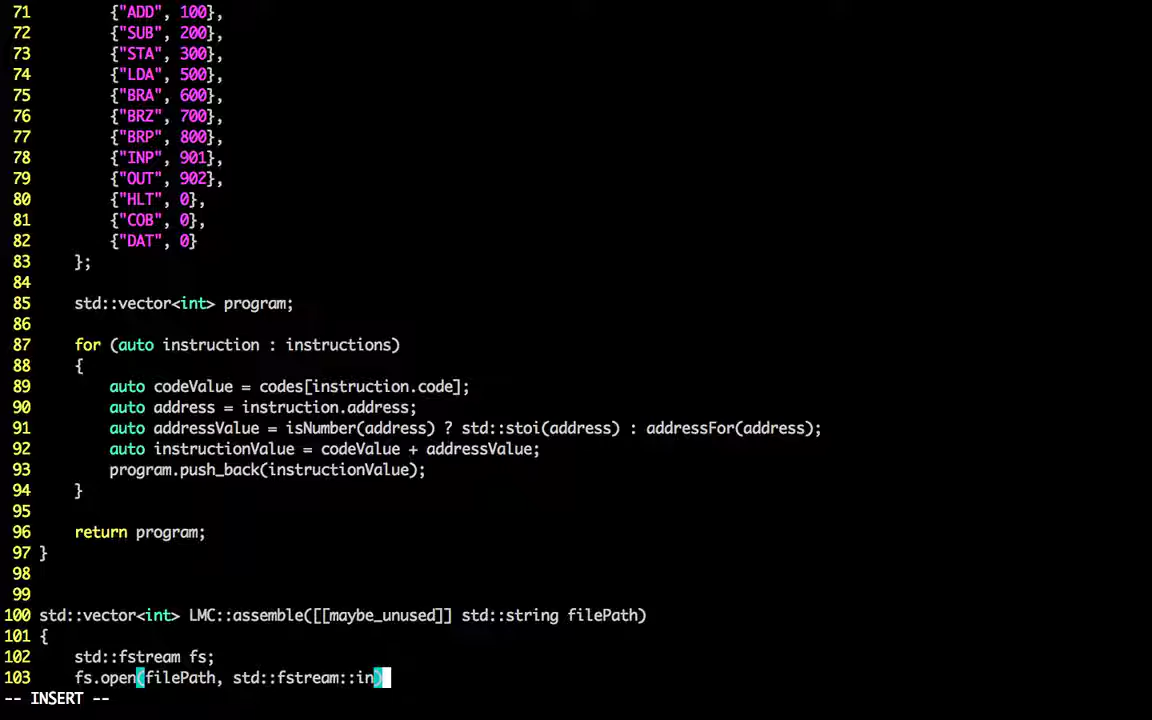 71         {"ADD", 100},
72         {"SUB", 200},
73         {"STA", 300},
74         {"LDA", 500},
75         {"BRA", 600},
76         {"BRZ", 700},
77         {"BRP", 800},
78         {"INP", 901},
79         {"OUT", 902},
80         {"HLT", 0},
81         {"COB", 0},
82         {"DAT", 0}
83     };
84
85     std::vector<int> program;
86
87     for (auto instruction : instructions)
88     {
89         auto codeValue = codes[instruction.code];
90         auto address = instruction.address;
91         auto addressValue = isNumber(address) ? std::stoi(address) : addressFor(address);
92         auto instructionValue = codeValue + addressValue;
93         program.push_back(instructionValue);
94     }
95
96     return program;
97 }
98
99
100 std::vector<int> LMC::assemble([[maybe_unused]] std::string filePath)
101 {
102     std::fstream fs;
103     fs.open(filePath, std::fstream::in)
-- INSERT --